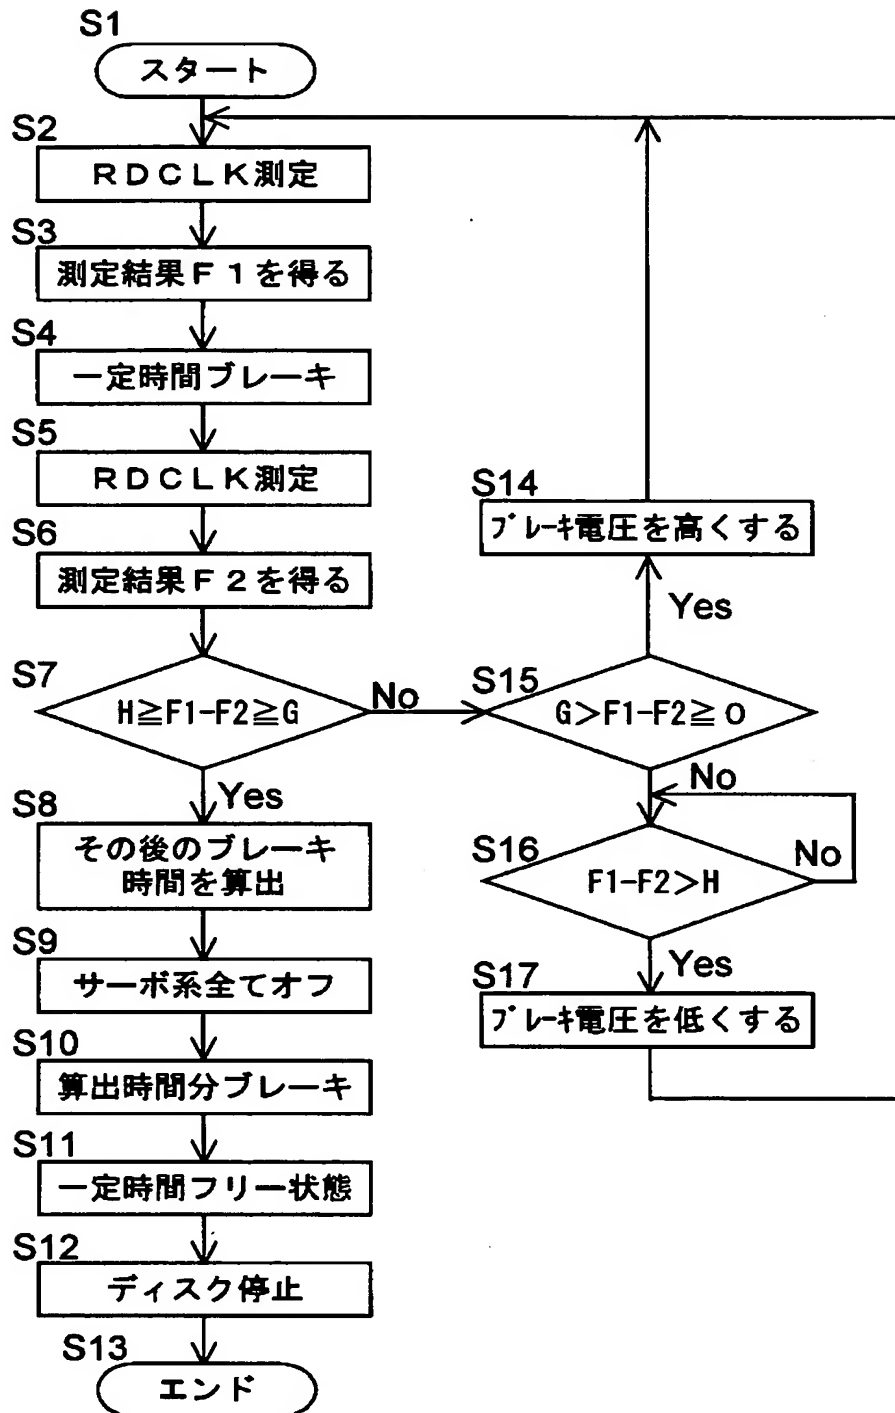 S1
スタート
S2
ＲＤＣＬＫ測定
S3
測定結果Ｆ１を得る
S4
一定時間ブレーキ
S5
ＲＤＣＬＫ測定
S6
測定結果Ｆ２を得る
S7
H≧F1-F2≧G
No
Yes
S8
その後のブレーキ
時間を算出
S9
サーボ系全てオフ
S10
算出時間分ブレーキ
S11
一定時間フリー状態
S12
ディスク停止
S13
エンド
S14
ﾌﾞﾚｰｷ電圧を高くする
Yes
S15
G>F1-F2≧0
No
S16
F1-F2>H
No
Yes
S17
ﾌﾞﾚｰｷ電圧を低くする